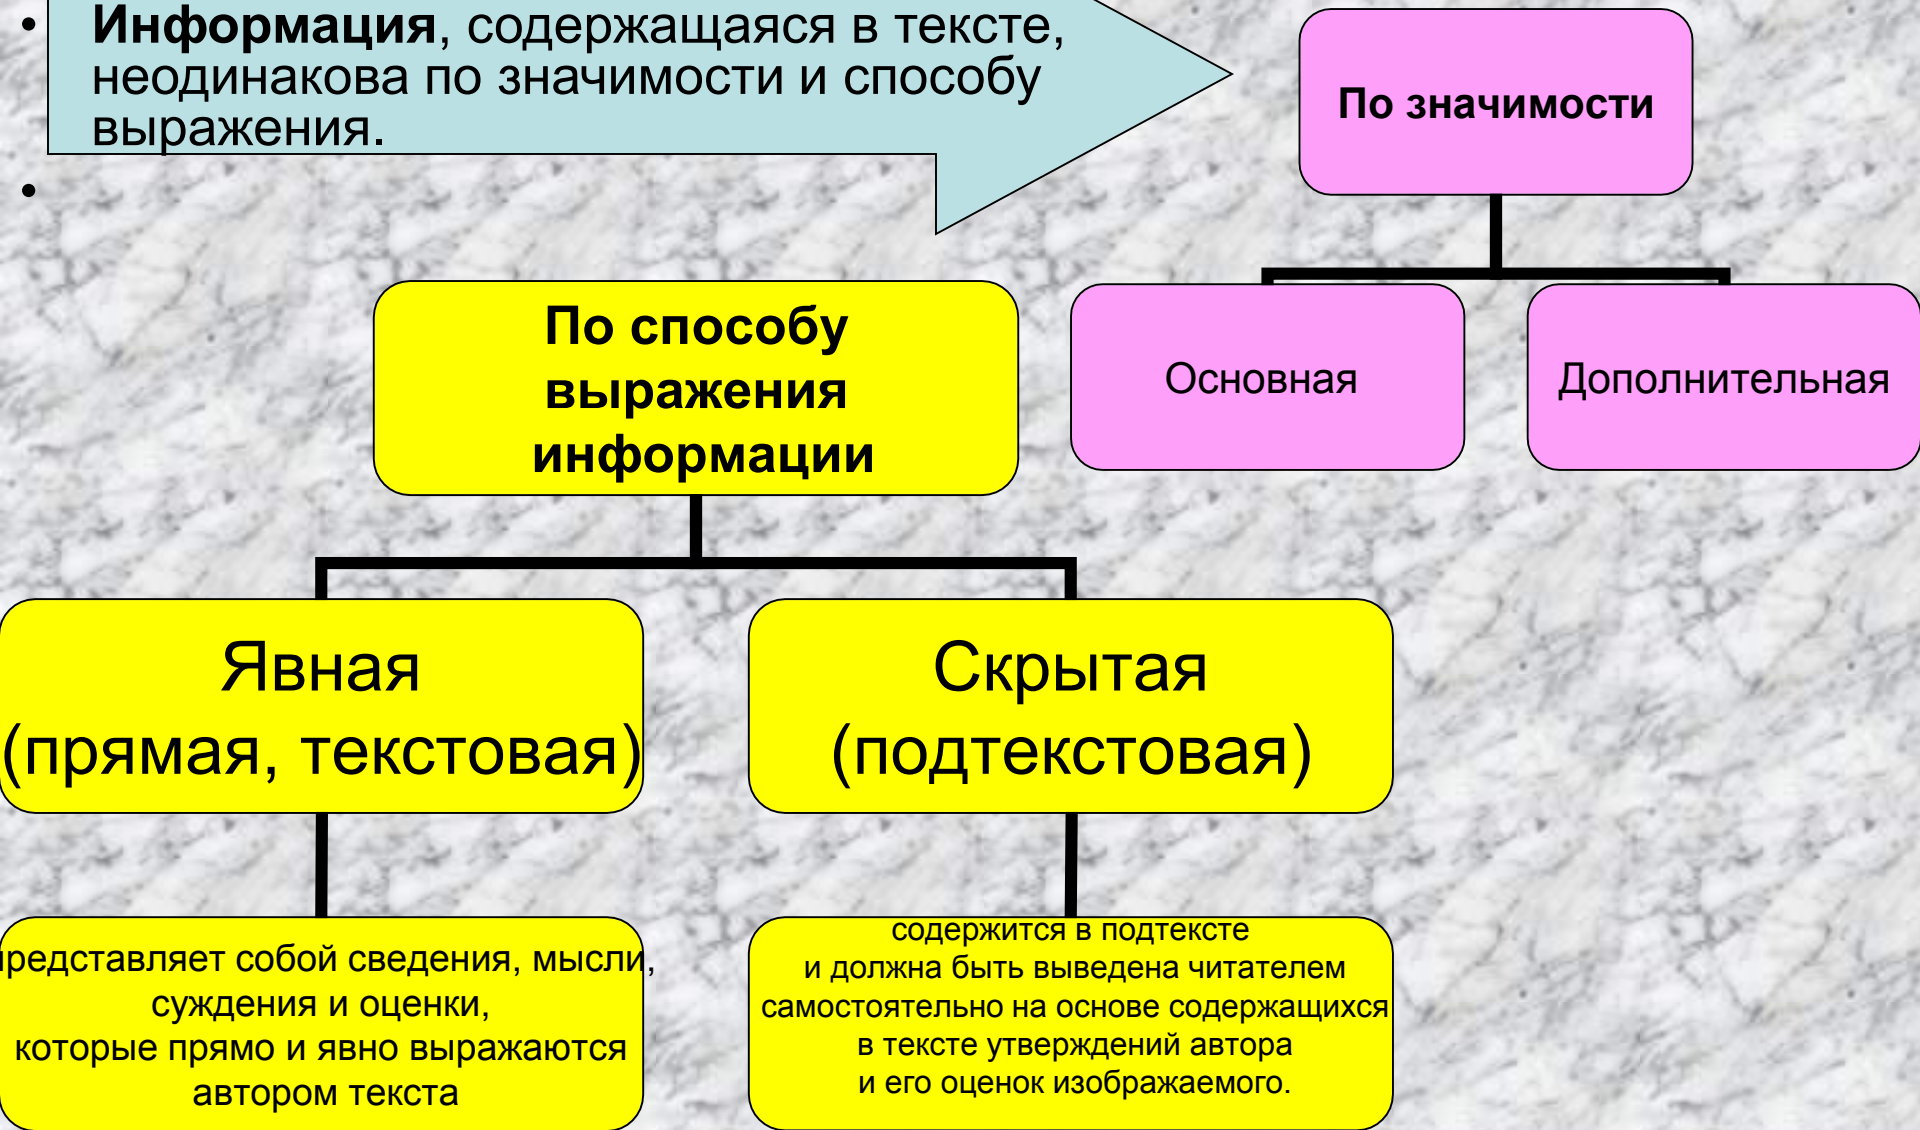 • Информация, содержащаяся в тексте,
неодинакова по значимости и способу
выражения.
•
По значимости
Основная
Дополнительная
По способу
выражения
информации
Явная
(прямая, текстовая)
Скрытая
(подтекстовая)
представляет собой сведения, мысли,
суждения и оценки,
которые прямо и явно выражаются
автором текста
содержится в подтексте
и должна быть выведена читателем
самостоятельно на основе содержащихся
в тексте утверждений автора
и его оценок изображаемого.